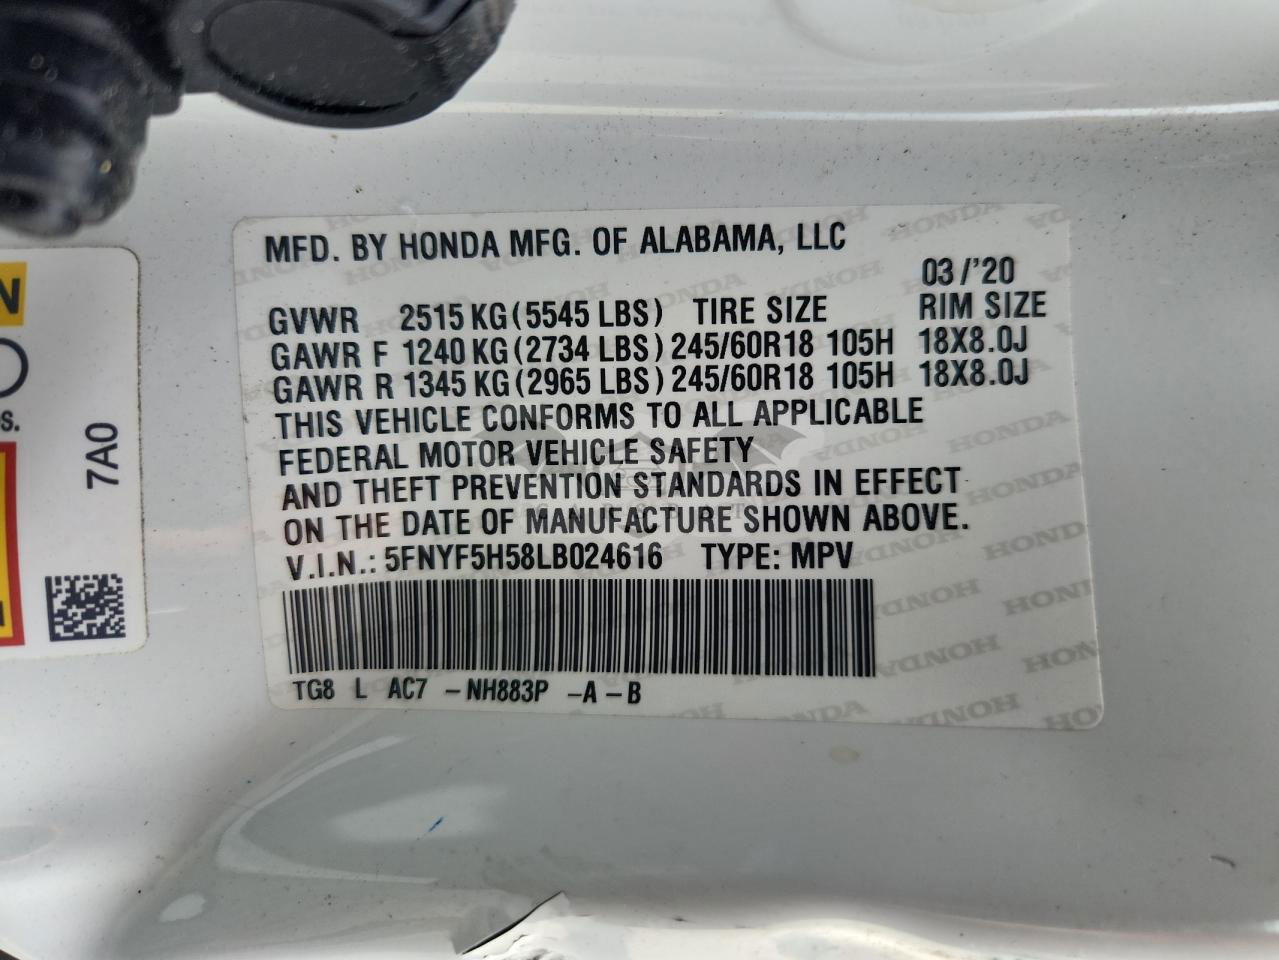 MFD. BY HONDA MFG. OF ALABAMA, LLC
03/'20
GVWR 2515 KG (5545 LBS) TIRE SIZE RIM SIZE
GAWR F 1240 KG (2734 LBS) 245/60R18 105H 18X8.0J
GAWR R 1345 KG (2965 LBS) 245/60R18 105H 18X8.0J
THIS VEHICLE CONFORMS TO ALL APPLICABLE
FEDERAL MOTOR VEHICLE SAFETY
AND THEFT PREVENTION STANDARDS IN EFFECT
ON THE DATE OF MANUFACTURE SHOWN ABOVE.
V.I.N.: 5FNYF5H58LB024616 TYPE: MPV
TG8 L AC7 -NH883P -A-B
7A0